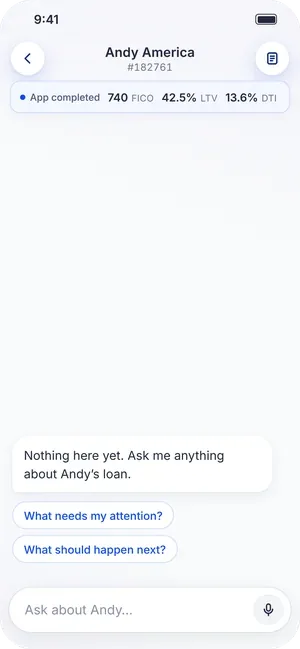 9:41
Andy America
#182761
App completed 740 FICO 42.5% LTV 13.6% DTI
Nothing here yet. Ask me anything
about Andy’s loan.
What needs my attention?
What should happen next?
Ask about Andy...